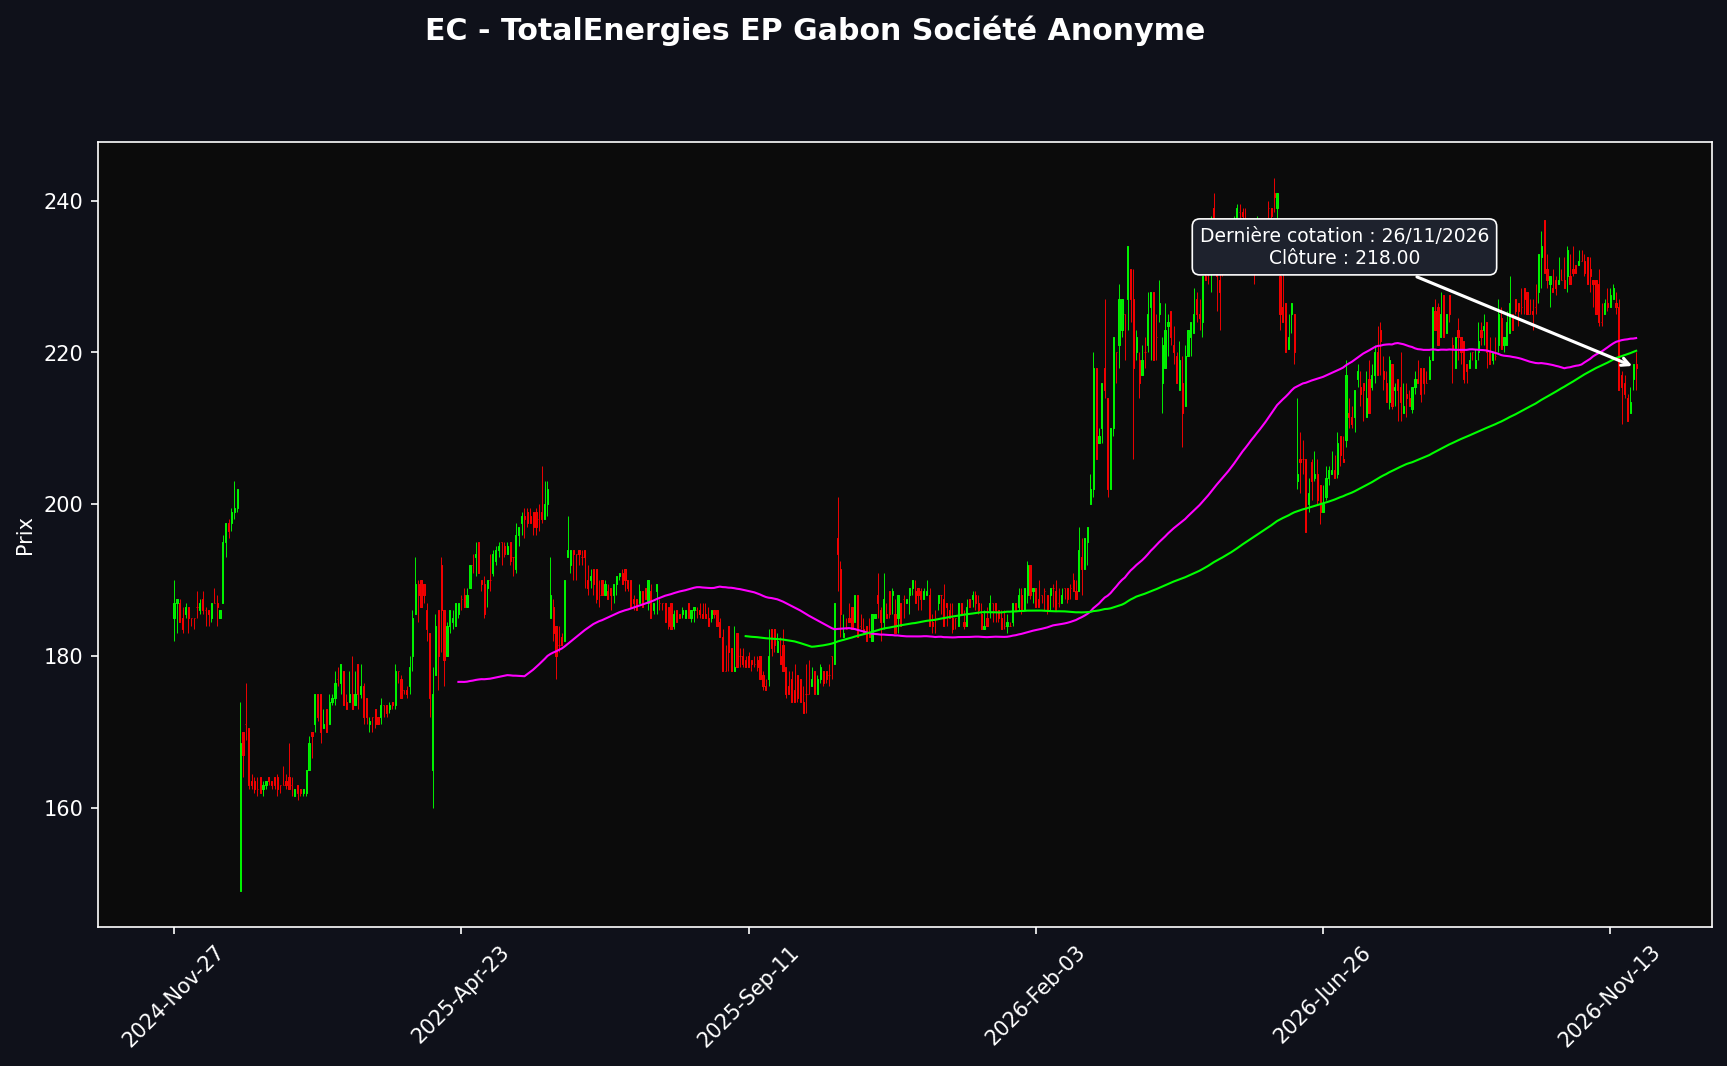 EC - TotalEnergies EP Gabon Société Anonyme
Dernière cotation : 26/11/2026
Clôture : 218.00
Prix
240
220
200
180
160
2024-Nov-27
2025-Apr-23
2025-Sep-11
2026-Feb-03
2026-Jun-26
2026-Nov-13